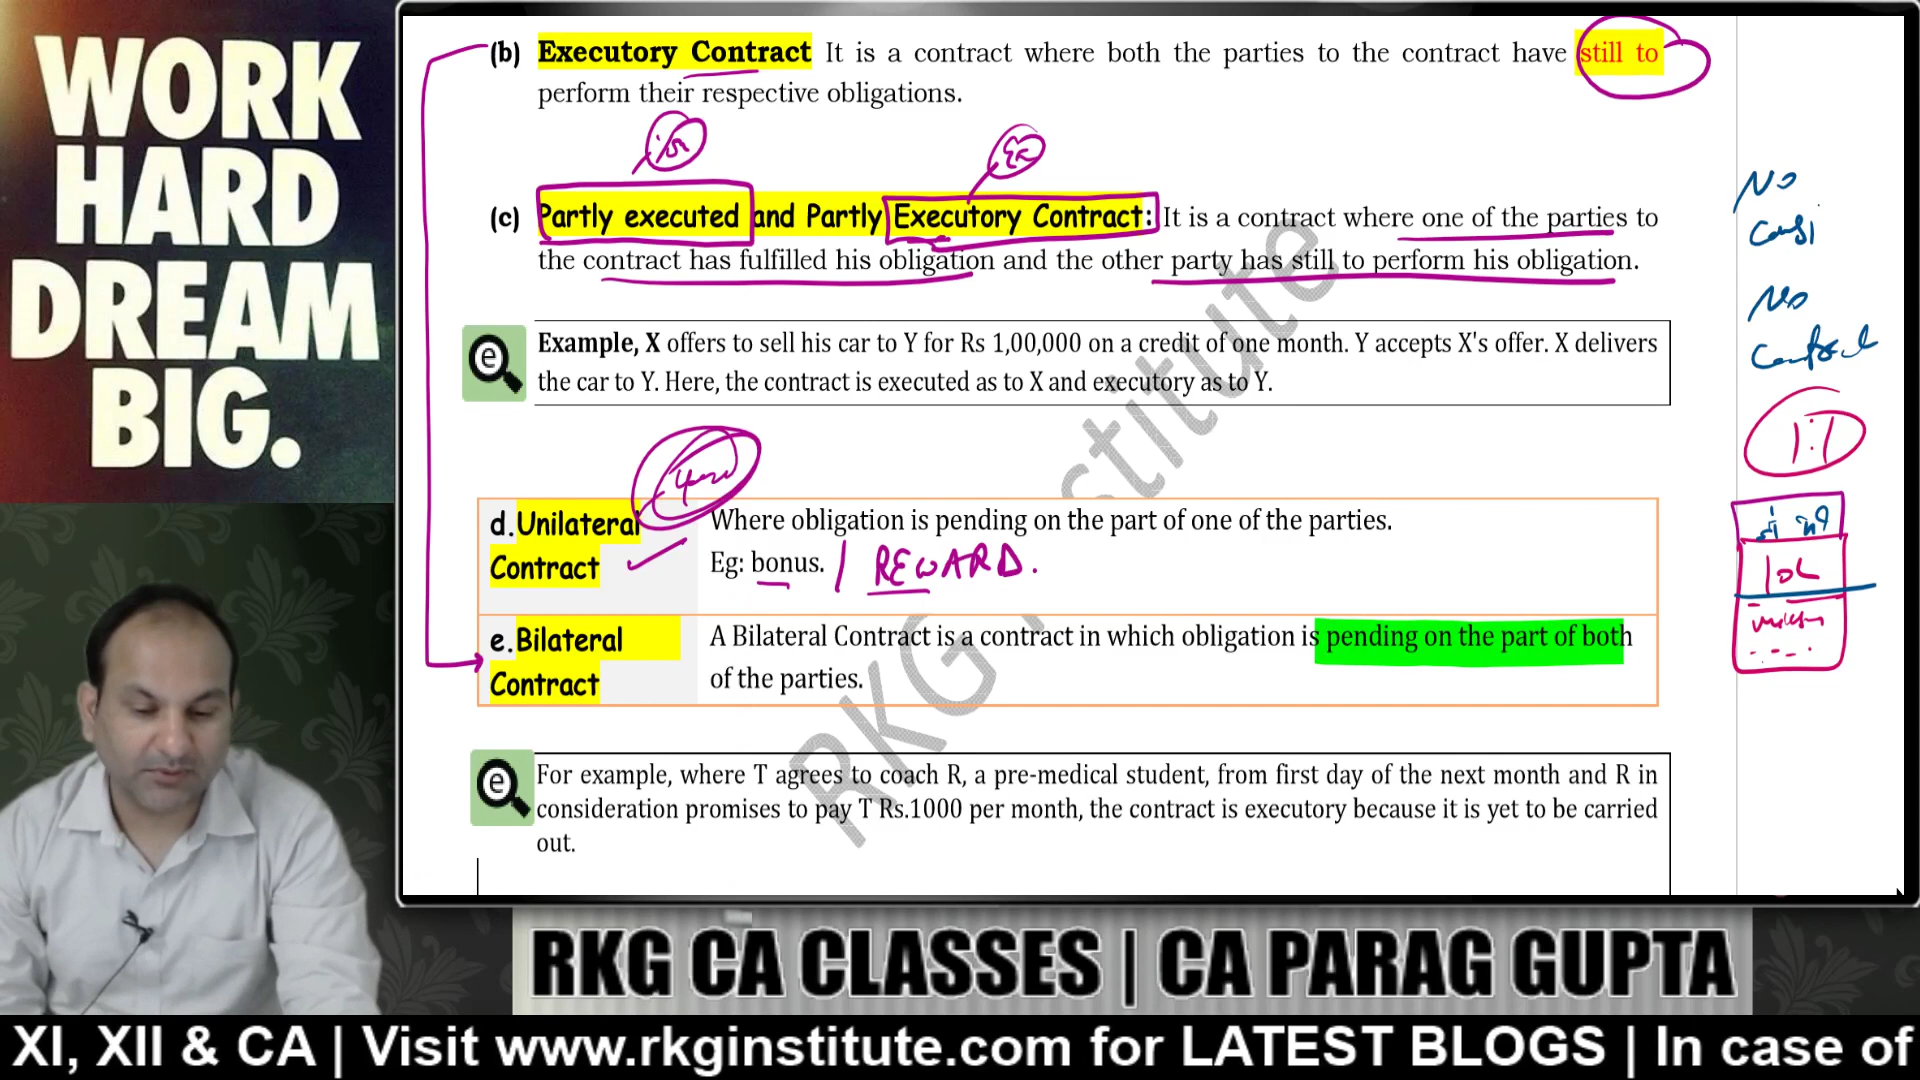 WORK
HARD
DREAM
BIG.
(b) Executory Contract It is a contract where both the parties to the contract have still to
perform their respective obligations.
(c) Partly executed and Partly Executory Contract: It is a contract where one of the parties to
the contract has fulfilled his obligation and the other party has still to perform his obligation.
e
Example, X offers to sell his car to Y for Rs 1,00,000 on a credit of one month. Y accepts X's offer. X delivers
the car to Y. Here, the contract is executed as to X and executory as to Y.
d.Unilateral
Contract
Where obligation is pending on the part of one of the parties.
Eg: bonus. / REWARD.
e.Bilateral
Contract
A Bilateral Contract is a contract in which obligation is pending on the part of both
of the parties.
e
For example, where T agrees to coach R, a pre-medical student, from first day of the next month and R in
consideration promises to pay T Rs.1000 per month, the contract is executory because it is yet to be carried
out.
No
Consi
No
1:1
RKG Institute
RKG CA CLASSES | CA PARAG GUPTA
XI, XII & CA | Visit www.rkginstitute.com for LATEST BLOGS | In case of